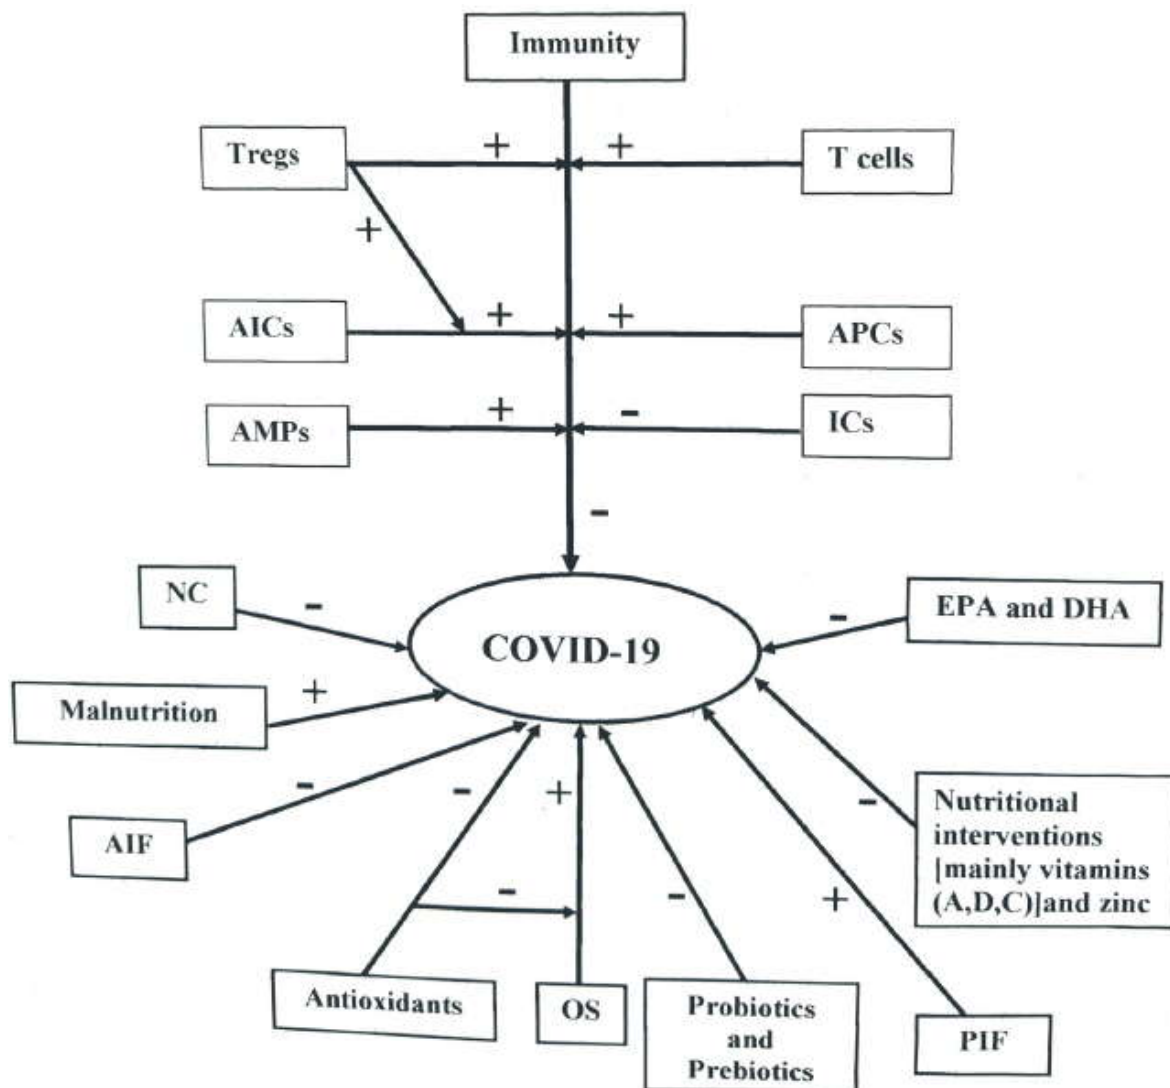 Immunity
+
+
Tregs
T cells
+
+
+
AICs
APCs
+
-
AMPs
ICs
-
NC
-
EPA and DHA
-
COVID-19
Malnutrition
+
-
-
+
-
Nutritional
interventions
[mainly vitamins
(A,D,C)]and zinc
AIF
-
-
+
Antioxidants
OS
Probiotics
and
Prebiotics
PIF